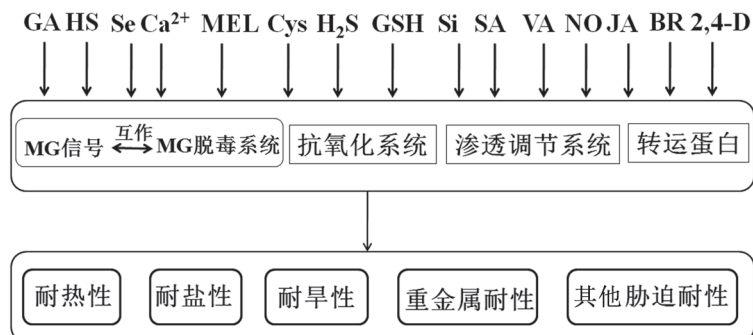 GA HS Se Ca²⁺ MEL Cys H₂S GSH Si SA VA NO JA BR 2,4-D
MG信号 互作 MG脱毒系统 抗氧化系统 渗透调节系统 转运蛋白
耐热性 耐盐性 耐旱性 重金属耐性 其他胁迫耐性